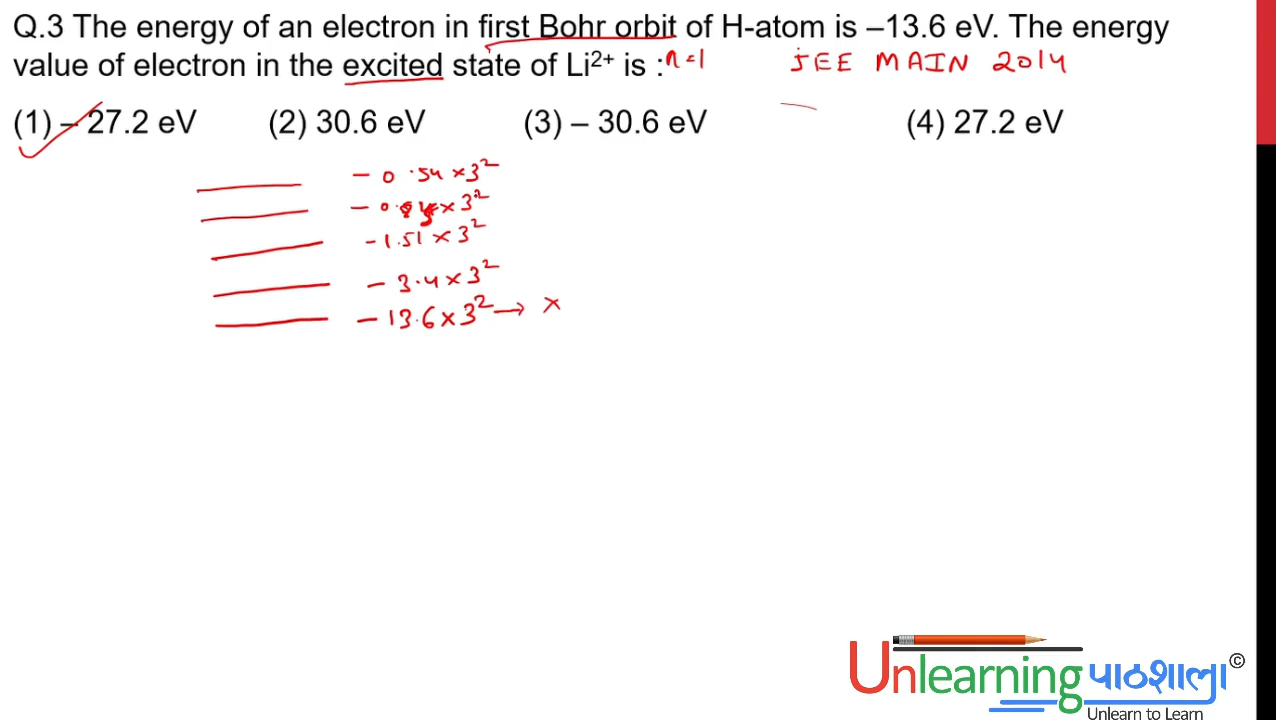 Q.3 The energy of an electron in first Bohr orbit of H-atom is –13.6 eV. The energy
value of electron in the excited state of Li²⁺ is : n=1 JEE MAIN 2014
(1) – 27.2 eV (2) 30.6 eV (3) – 30.6 eV (4) 27.2 eV
- 0.54 × 3²
- 0.85 × 3²
- 1.51 × 3²
- 3.4 × 3²
- 13.6 × 3² → ×
Unlearning पाठशाला ©
Unlearn to Learn